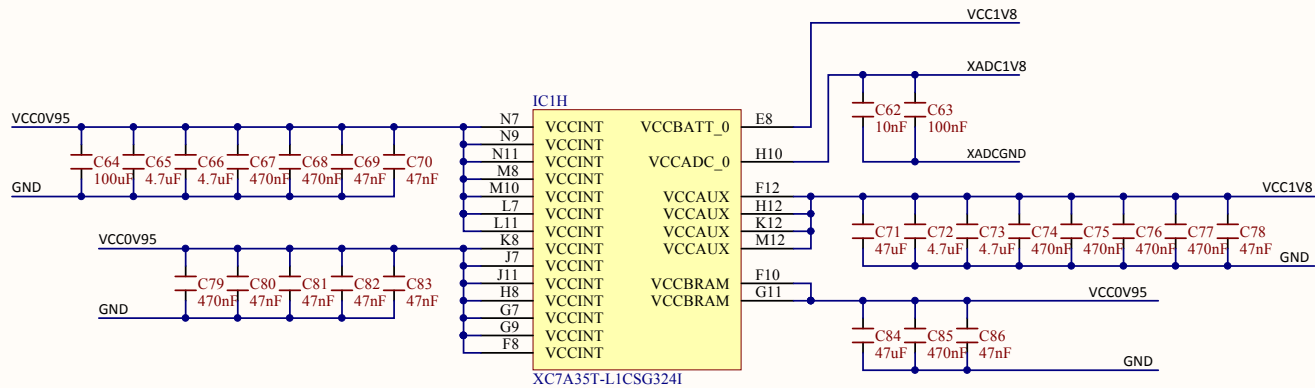 VCC1V8
XADC1V8
IC1H
VCC0V95
N7 VCCINT VCCBATT_0 E8
C62 10nF
C63 100nF
N9 VCCINT
N11 VCCINT VCCADC_0 H10
XADCGND
C64 100uF
C65 4.7uF
C66 4.7uF
C67 470nF
C68 470nF
C69 47nF
C70 47nF
M8 VCCINT
GND
M10 VCCINT VCCAUX F12
VCC1V8
L7 VCCINT VCCAUX H12
L11 VCCINT VCCAUX K12
C71 47uF
C72 4.7uF
C73 4.7uF
C74 470nF
C75 470nF
C76 470nF
C77 470nF
C78 47nF
VCC0V95
K8 VCCINT VCCAUX M12
J7 VCCINT
GND
C79 470nF
C80 47nF
C81 47nF
C82 47nF
C83 47nF
J11 VCCINT VCCBRAM F10
H8 VCCINT VCCBRAM G11
VCC0V95
GND
G7 VCCINT
G9 VCCINT
C84 47uF
C85 470nF
C86 47nF
F8 VCCINT
GND
XC7A35T-L1CSG324I